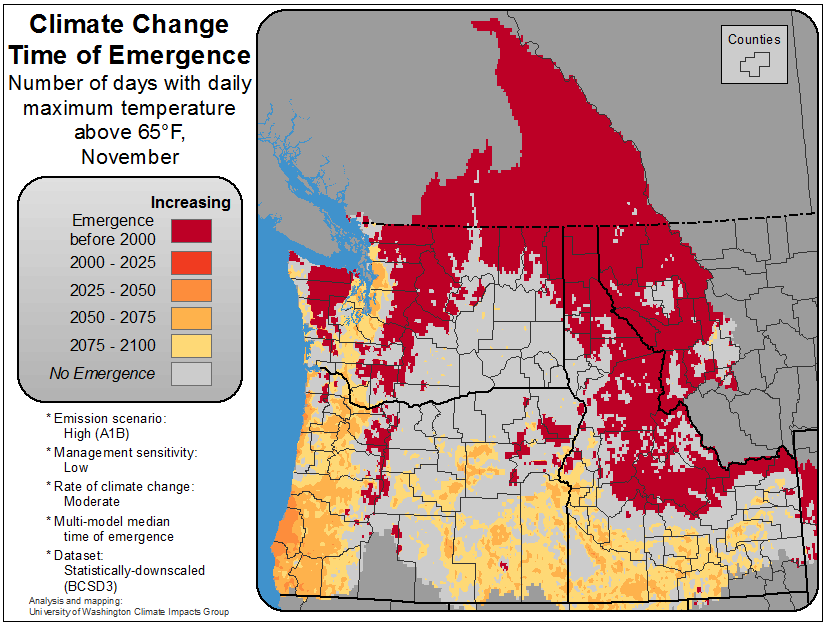 Climate Change
Time of Emergence
Number of days with daily
maximum temperature
above 65°F,
November
Increasing
Emergence
before 2000
2000 - 2025
2025 - 2050
2050 - 2075
2075 - 2100
No Emergence
* Emission scenario:
High (A1B)
* Management sensitivity:
Low
* Rate of climate change:
Moderate
* Multi-model median
time of emergence
* Dataset:
Statistically-downscaled
(BCSD3)
Analysis and mapping:
University of Washington Climate Impacts Group
Counties